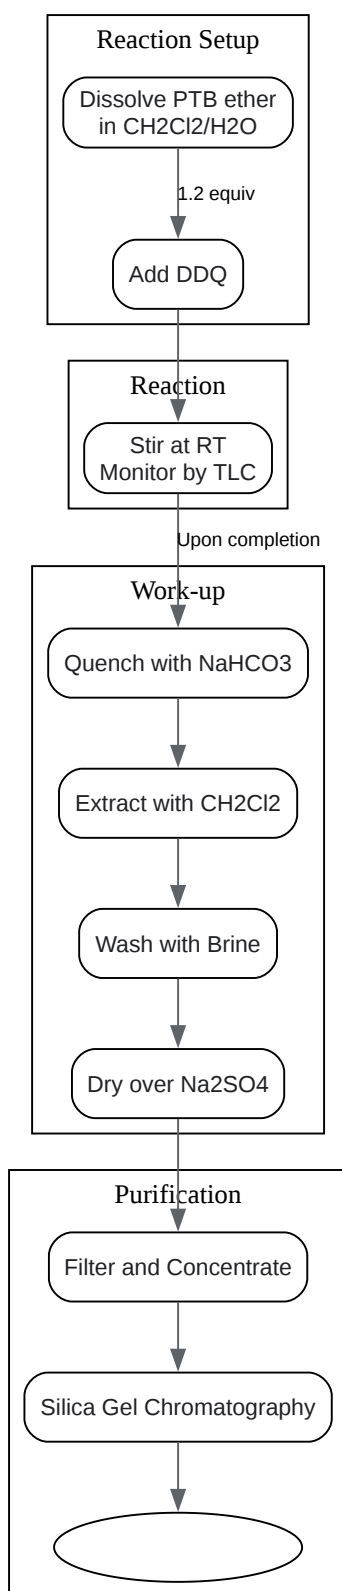 Reaction Setup
Dissolve PTB ether
in CH2Cl2/H2O
1.2 equiv
Add DDQ
Reaction
Stir at RT
Monitor by TLC
Upon completion
Work-up
Quench with NaHCO3
Extract with CH2Cl2
Wash with Brine
Dry over Na2SO4
Purification
Filter and Concentrate
Silica Gel Chromatography